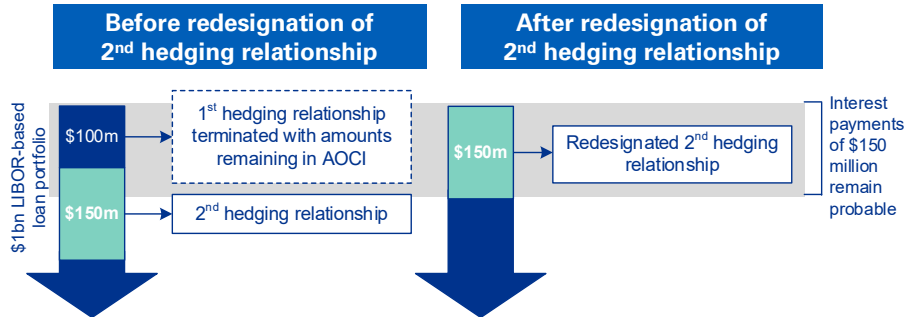 Before redesignation of
2nd hedging relationship
After redesignation of
2nd hedging relationship
$1bn LIBOR-based
loan portfolio
$100m
1st hedging relationship
terminated with amounts
remaining in AOCI
$150m
2nd hedging relationship
$150m
Redesignated 2nd hedging
relationship
Interest
payments
of $150
million
remain
probable